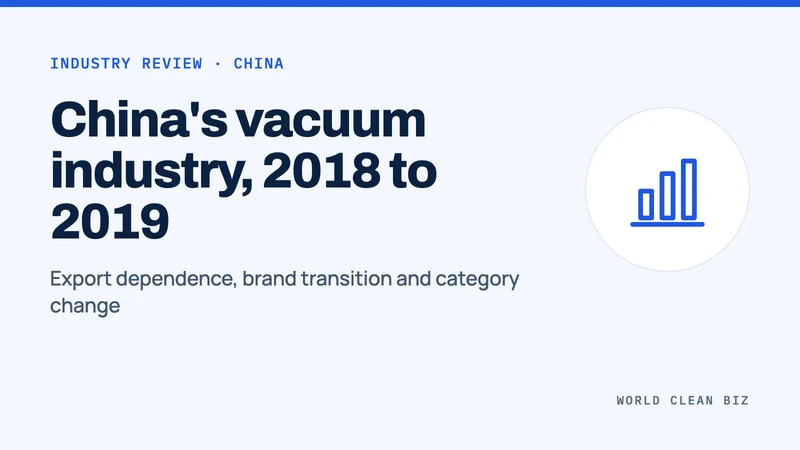 INDUSTRY REVIEW · CHINA
China's vacuum
industry, 2018 to
2019
Export dependence, brand transition and category
change
WORLD CLEAN BIZ